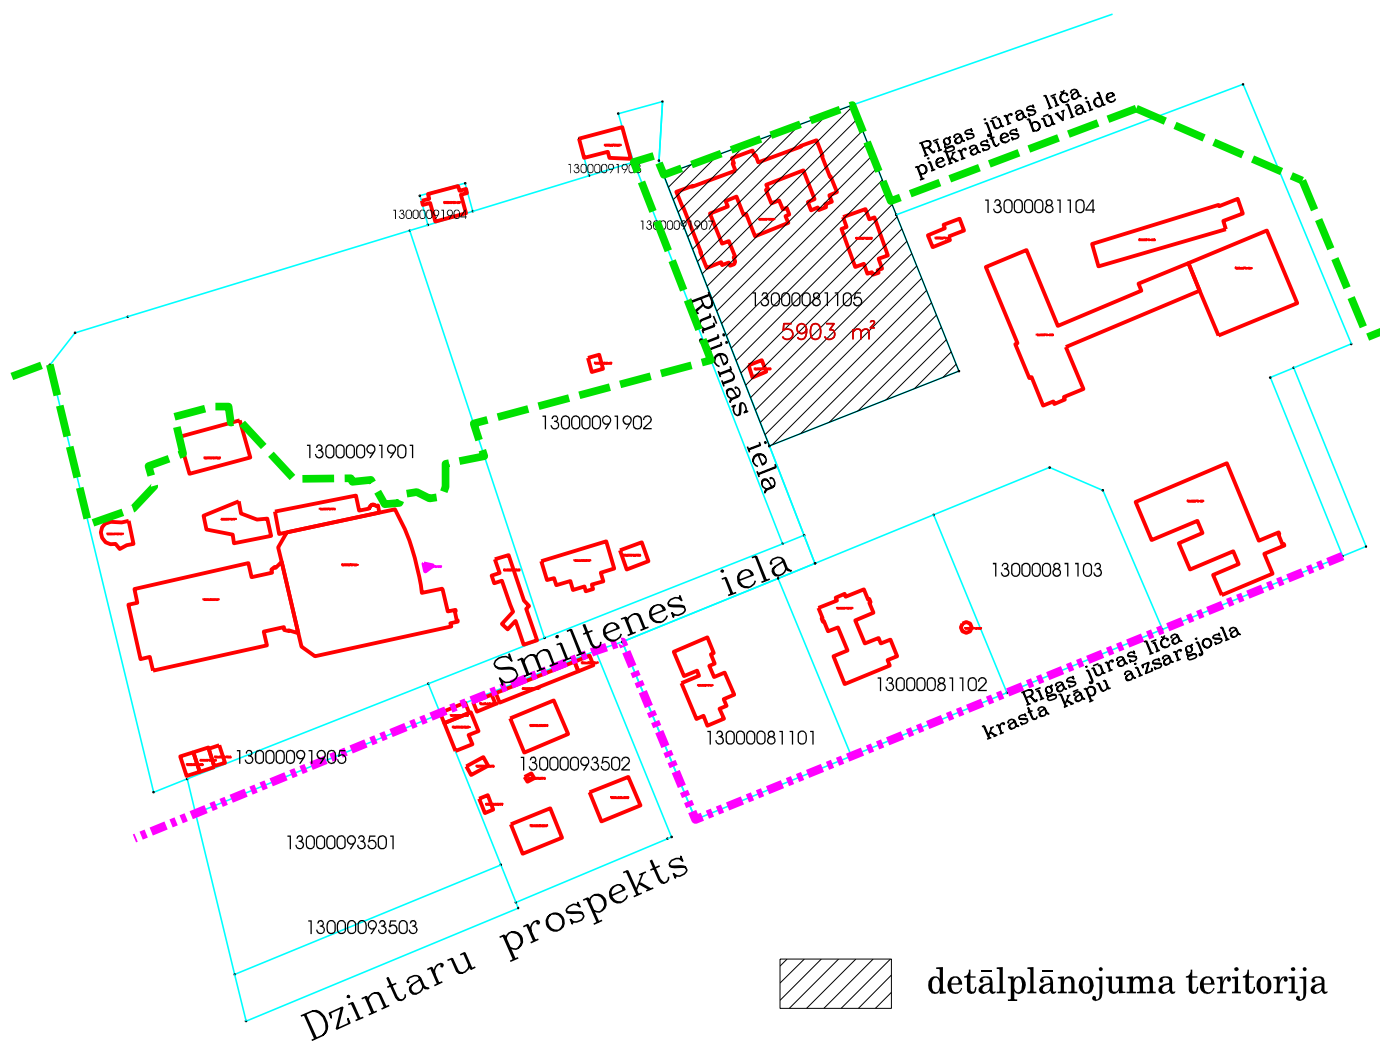 Rīgas jūras līča
piekrastes būvlaide
13000091903
13000091904
13000091907
13000081104
13000081105
5903 m²
Rūjienas iela
13000091901
13000091902
13000081103
Smiltenes iela
13000081102
Rīgas jūras līča
krasta kāpu aizsargjosla
13000081101
13000091905
13000093502
13000093501
13000093503
Dzintaru prospekts
detālplānojuma teritorija